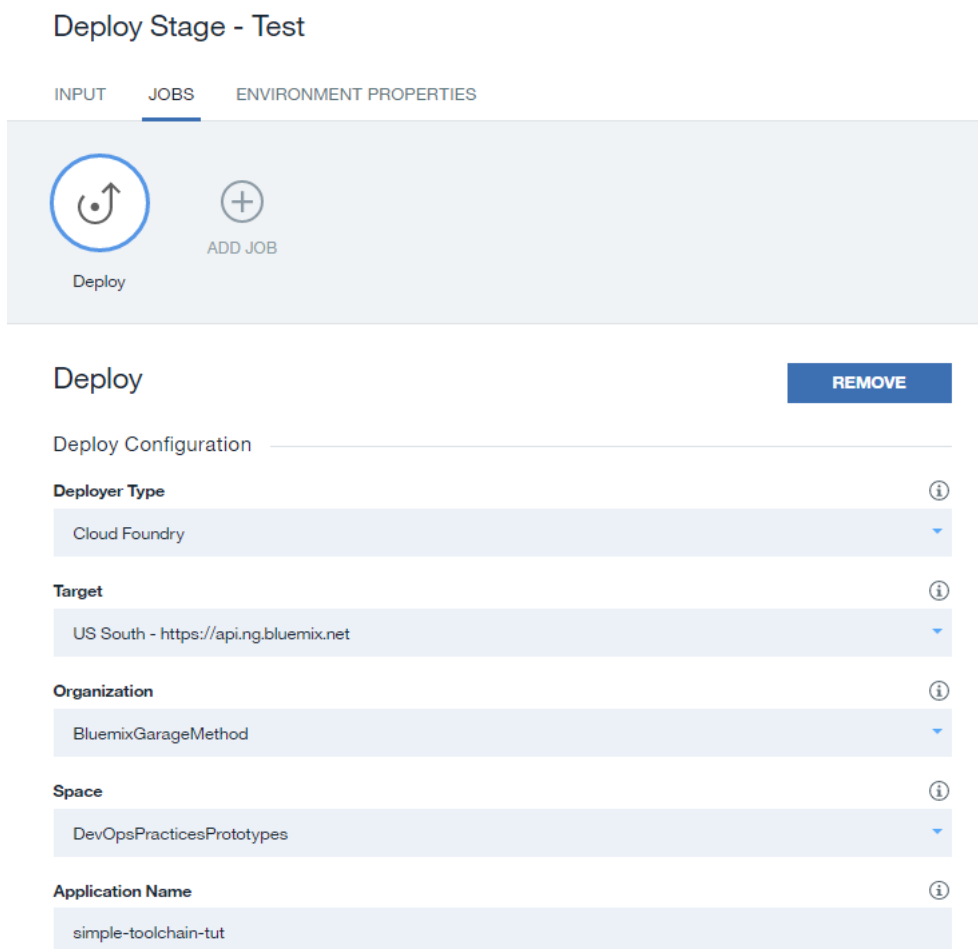 Deploy Stage - Test
INPUT JOBS ENVIRONMENT PROPERTIES
ADD JOB
Deploy
Deploy
REMOVE
Deploy Configuration
Deployer Type
Cloud Foundry
Target
US South - https://api.ng.bluemix.net
Organization
BluemixGarageMethod
Space
DevOpsPracticesPrototypes
Application Name
simple-toolchain-tut